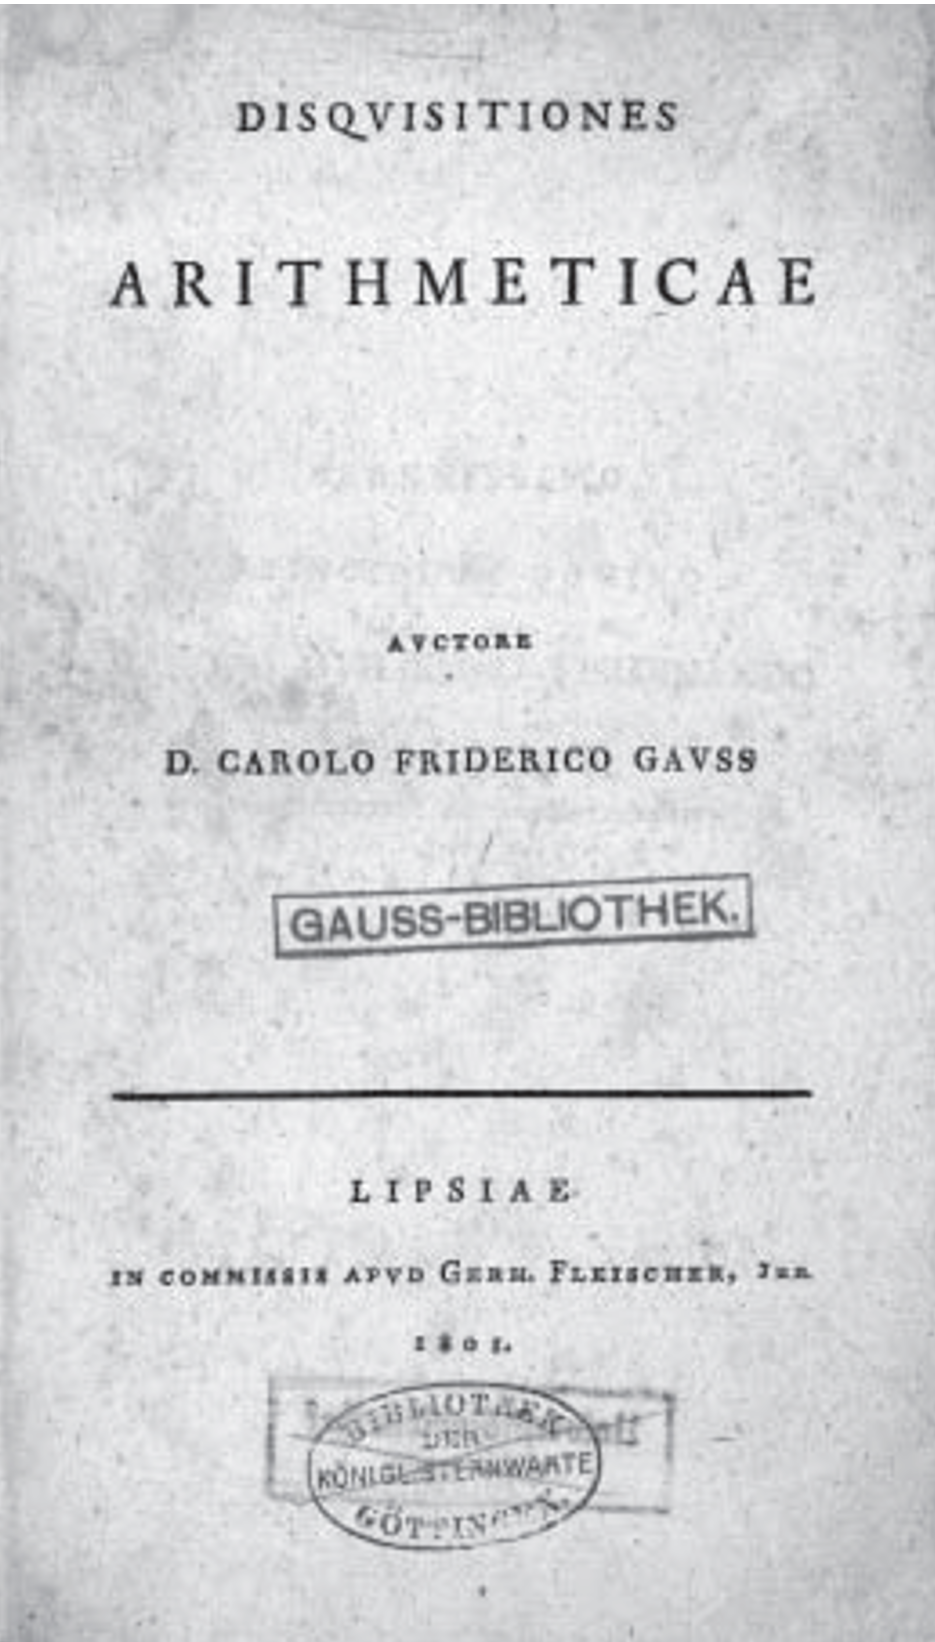 DISQVISITIONES
ARITHMETICAE
AVCTORE
D. CAROLO FRIDERICO GAVSS
GAUSS-BIBLIOTHEK.
LIPSIAE
IN COMMISSIS APVD GERH. FLEISCHER, Jun.
1801.
BIBLIOTHEK
DER
KÖNIGL. STERNWARTE
GÖTTINGEN.